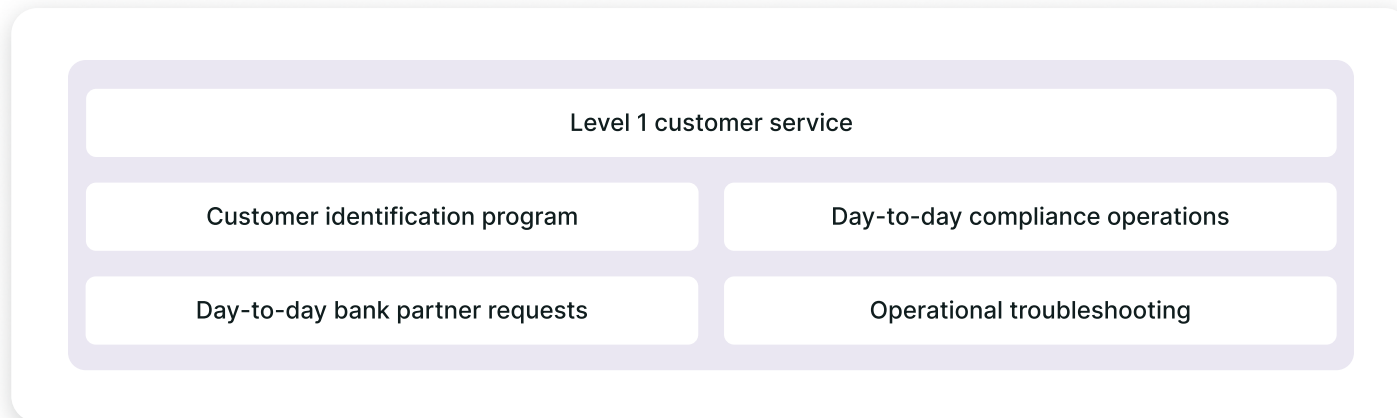 Level 1 customer service
Customer identification program
Day-to-day compliance operations
Day-to-day bank partner requests
Operational troubleshooting